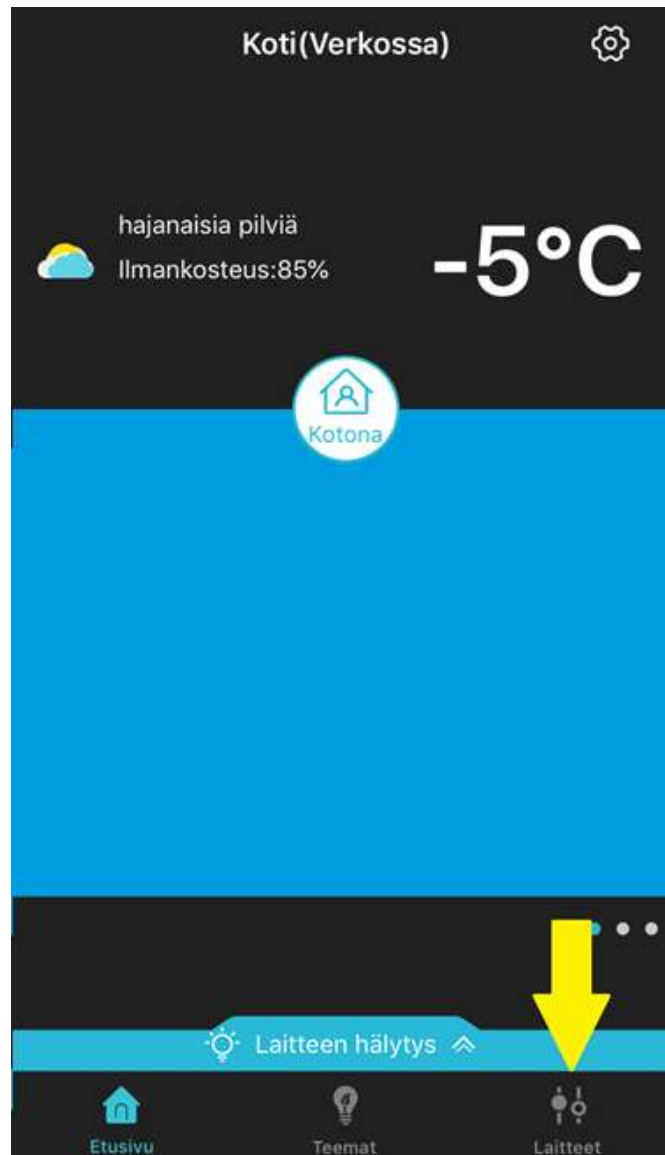 Koti(Verkossa)
hajanaisia pilviä
Ilmankosteus:85%
-5°C
Kotona
Laitteen hälytys
Etusivu
Teemat
Laitteet